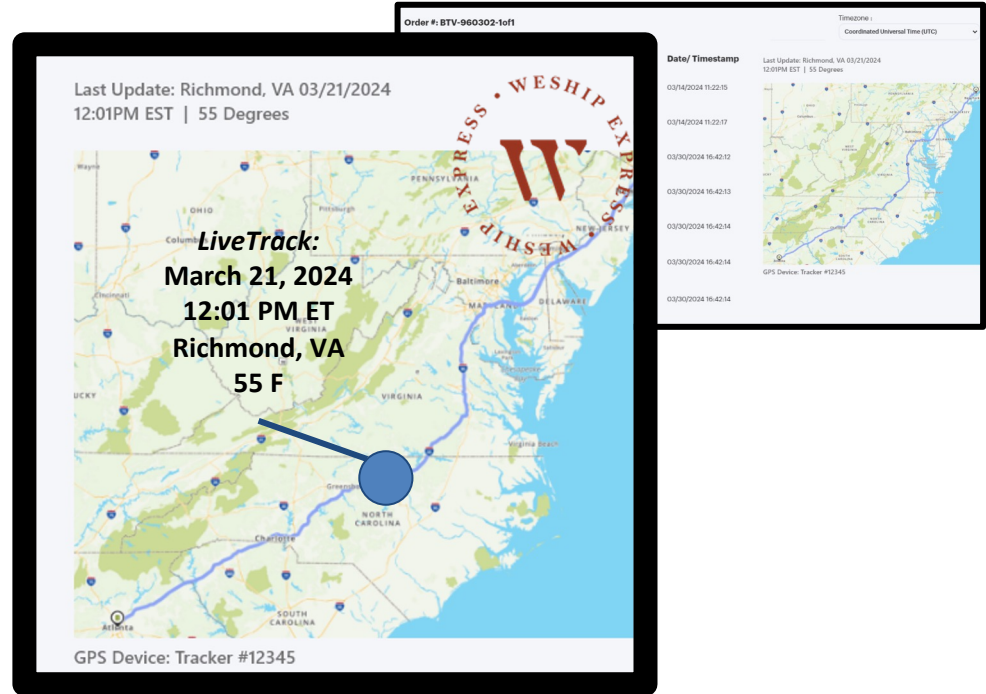 Order #: BTV-960302-1of1
Timezone :
Coordinated Universal Time (UTC)
Date/ Timestamp
03/14/2024 11:22:15
03/14/2024 11:22:17
03/30/2024 16:42:12
03/30/2024 16:42:13
03/30/2024 16:42:14
03/30/2024 16:42:14
03/30/2024 16:42:14
Last Update: Richmond, VA 03/21/2024
12:01PM EST | 55 Degrees
GPS Device: Tracker #12345
Last Update: Richmond, VA 03/21/2024
12:01PM EST | 55 Degrees
WESHIP EXPRESS • WESHIP EXPRESS •
W
Wayne
PENNSYLVANIA
OHIO
Pittsburgh
NEW JERSEY
LiveTrack:
March 21, 2024
12:01 PM ET
Richmond, VA
55 F
Baltimore
MARYLAND
DELAWARE
Cincinnati
WEST
VIRGINIA
UCKY
VIRGINIA
Virginia Beach
NORTH
CAROLINA
Charlotte
SOUTH
CAROLINA
Atlanta
GPS Device: Tracker #12345